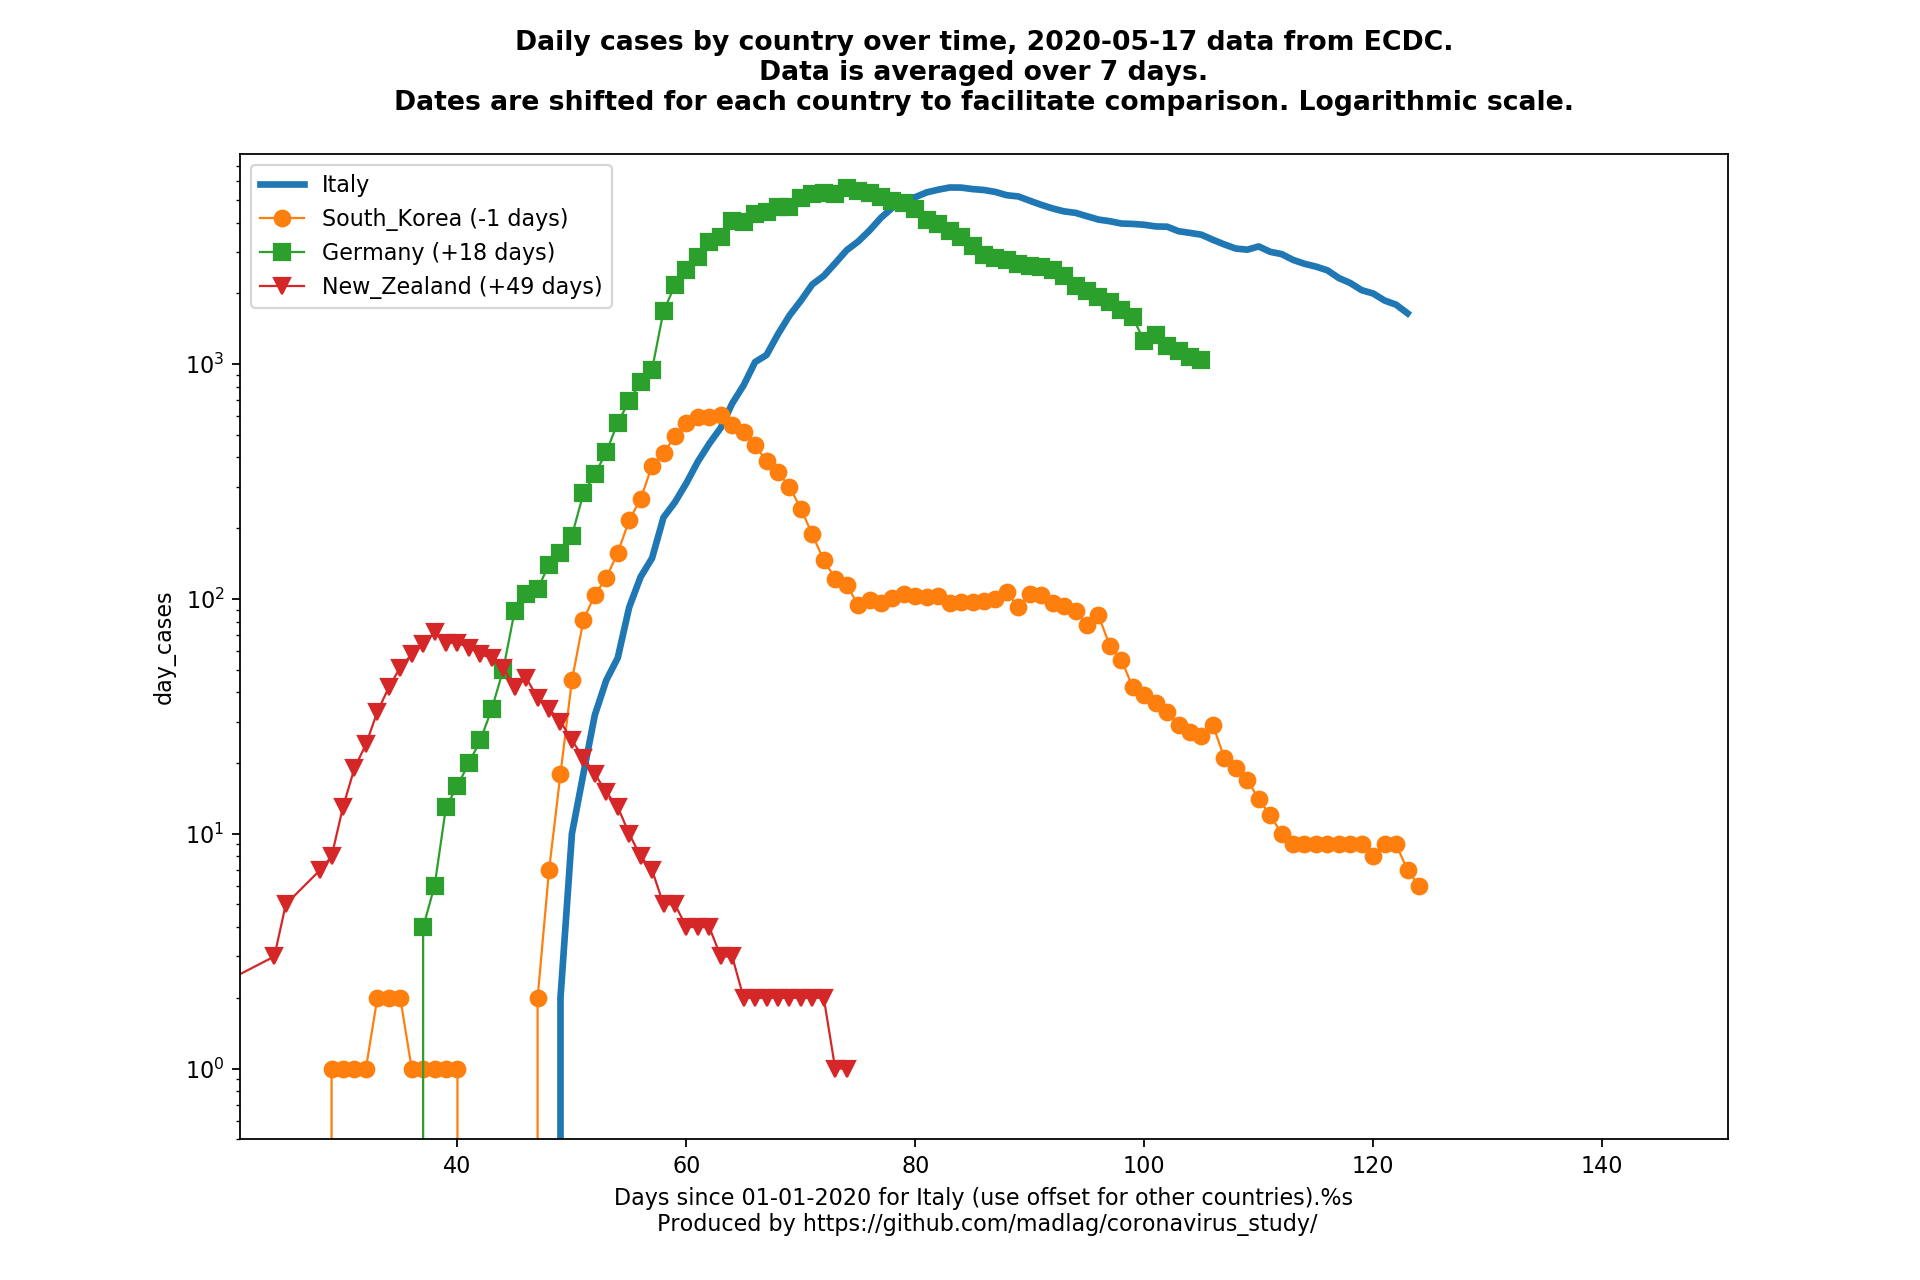 Daily cases by country over time, 2020-05-17 data from ECDC.
Data is averaged over 7 days.
Dates are shifted for each country to facilitate comparison. Logarithmic scale.
Italy
South_Korea (-1 days)
Germany (+18 days)
New_Zealand (+49 days)
day_cases
10³
10²
10¹
10⁰
40 60 80 100 120 140
Days since 01-01-2020 for Italy (use offset for other countries).%s
Produced by https://github.com/madlag/coronavirus_study/